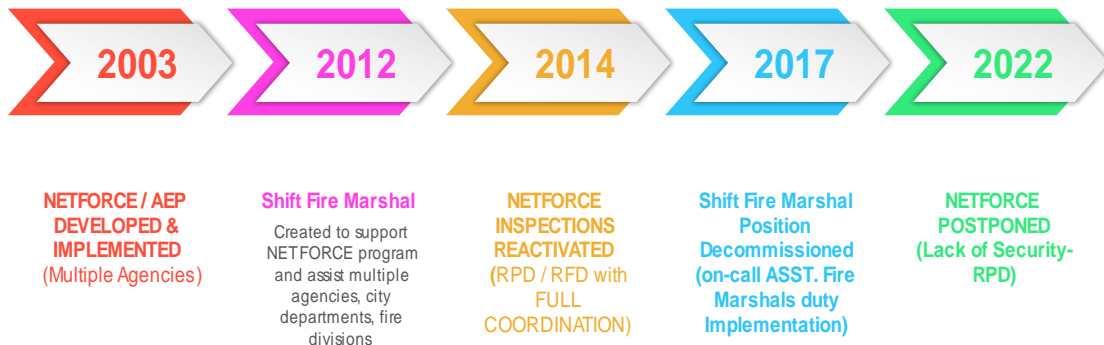 2003
2012
2014
2017
2022
NETFORCE / AEP
DEVELOPED &
IMPLEMENTED
(Multiple Agencies)
Shift Fire Marshal
Created to support
NETFORCE program
and assist multiple
agencies, city
departments, fire
divisions
NETFORCE
INSPECTIONS
REACTIVATED
(RPD / RFD with
FULL
COORDINATION)
Shift Fire Marshal
Position
Decommissioned
(on-call ASST. Fire
Marshals duty
Implementation)
NETFORCE
POSTPONED
(Lack of Security-
RPD)